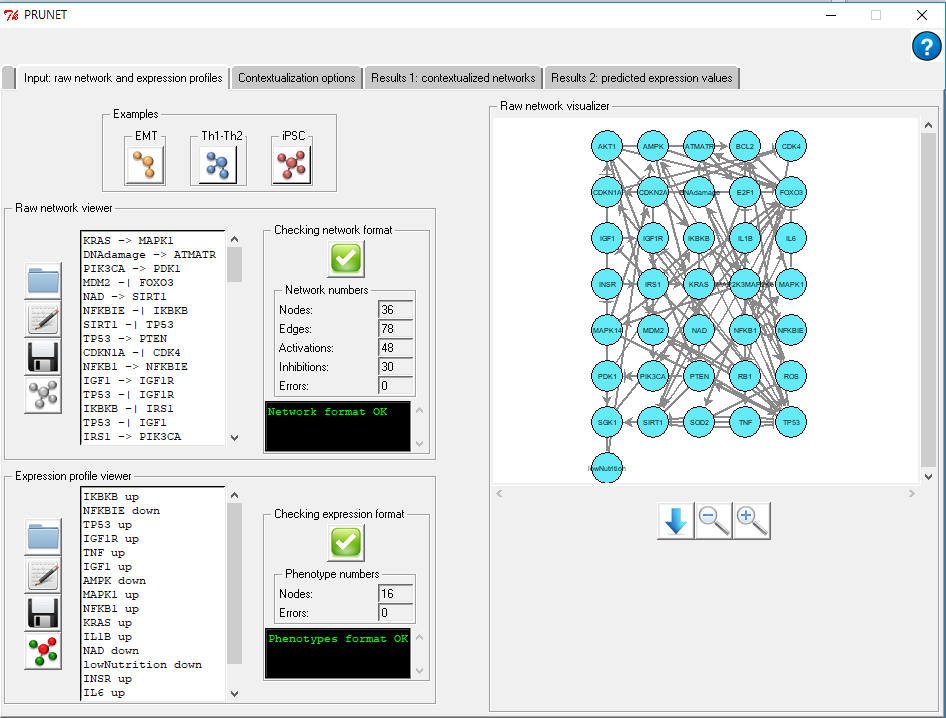 PRUNET
?
Input: raw network and expression profiles
Contextualization options
Results 1: contextualized networks
Results 2: predicted expression values
Examples
EMT
Th1-Th2
iPSC
Raw network viewer
KRAS -> MAPK1
DNAdamage -> ATMATR
PIK3CA -> PDK1
MDM2 -| FOXO3
NAD -> SIRT1
NFKBIE -| IKBKB
SIRT1 -| TP53
TP53 -> PTEN
CDKN1A -| CDK4
NFKB1 -> NFKBIE
IGF1 -> IGF1R
TP53 -| IGF1R
IKBKB -| IRS1
TP53 -| IGF1
IRS1 -> PIK3CA
Checking network format
Network numbers
Nodes: 36
Edges: 78
Activations: 48
Inhibitions: 30
Errors: 0
Network format OK
Expression profile viewer
IKBKB up
NFKBIE down
TP53 up
IGF1R up
TNF up
IGF1 up
AMPK down
MAPK1 up
NFKB1 up
KRAS up
IL1B up
NAD down
lowNutrition down
INSR up
IL6 up
Checking expression format
Phenotype numbers
Nodes: 16
Errors: 0
Phenotypes format OK
Raw network visualizer
AKT1 AMPK ATMATR BCL2 CDK4
CDKN1A CDKN2A DNAdamage E2F1 FOXO3
IGF1 IGF1R IKBKB IL1B IL6
INSR IRS1 KRAS MAPK1
MAPK14 MDM2 NAD NFKB1 NFKBIE
PDK1 PIK3CA PTEN RB1 ROS
SGK1 SIRT1 SOD2 TNF TP53
lowNutrition